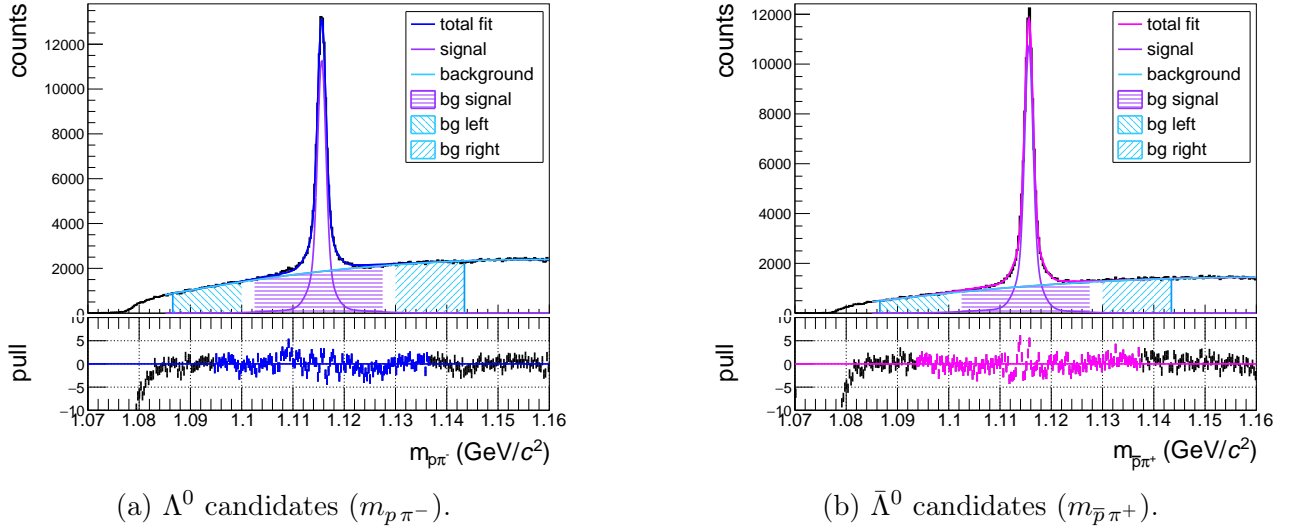 counts
12000
10000
8000
6000
4000
2000
0
total fit
signal
background
bg signal
bg left
bg right
pull
10
5
0
−5
−10
1.07 1.08 1.09 1.1 1.11 1.12 1.13 1.14 1.15 1.16
m_{pπ^-} (GeV/c^2)
(a) Λ^0 candidates (m_{p π−}).
counts
12000
10000
8000
6000
4000
2000
0
total fit
signal
background
bg signal
bg left
bg right
pull
10
5
0
−5
−10
1.07 1.08 1.09 1.1 1.11 1.12 1.13 1.14 1.15 1.16
m_{p̅π^+} (GeV/c^2)
(b) Λ̄^0 candidates (m_{p̅ π+}).